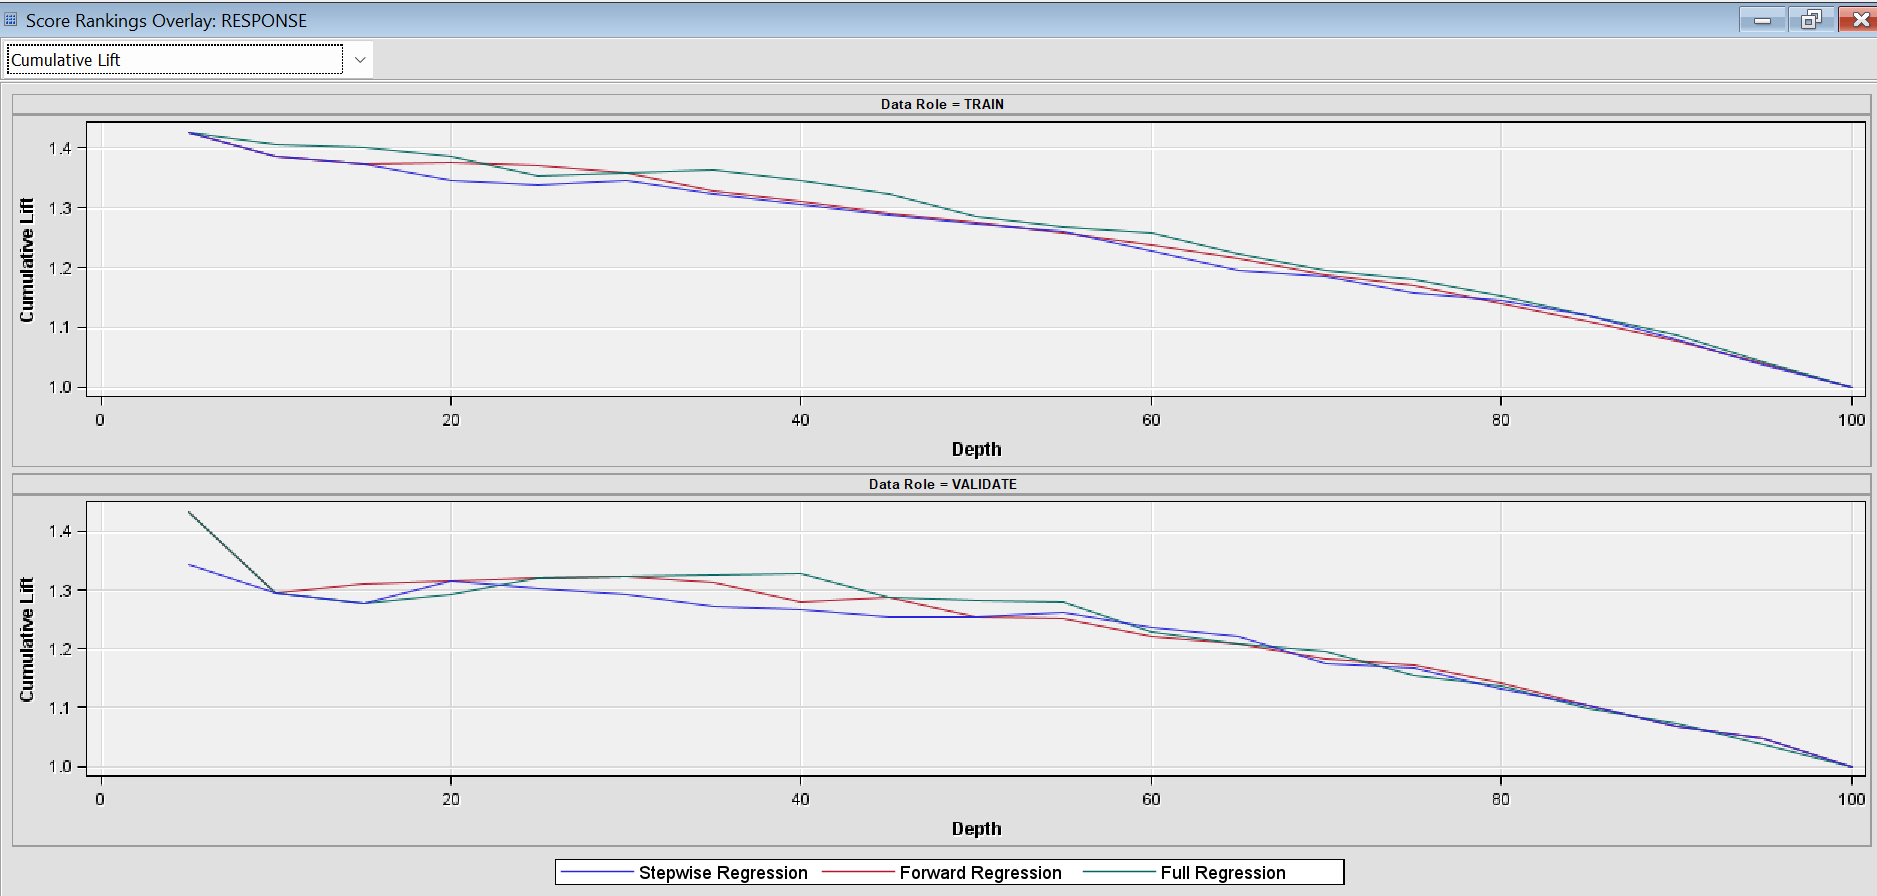 Score Rankings Overlay: RESPONSE
Cumulative Lift
Data Role = TRAIN
Cumulative Lift
1.4
1.3
1.2
1.1
1.0
0 20 40 60 80 100
Depth
Data Role = VALIDATE
Cumulative Lift
1.4
1.3
1.2
1.1
1.0
0 20 40 60 80 100
Depth
Stepwise Regression Forward Regression Full Regression